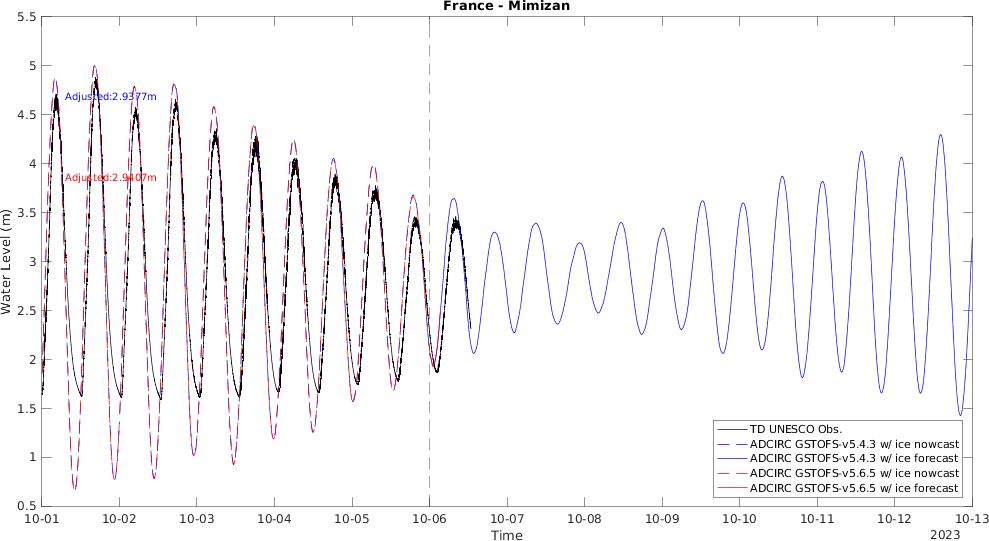 France - Mimizan
Water Level (m)
5.5
5
4.5
4
3.5
3
2.5
2
1.5
1
0.5
Adjusted:2.9377m
Adjusted:2.9407m
TD UNESCO Obs.
ADCIRC GSTOFS-v5.4.3 w/ ice nowcast
ADCIRC GSTOFS-v5.4.3 w/ ice forecast
ADCIRC GSTOFS-v5.6.5 w/ ice nowcast
ADCIRC GSTOFS-v5.6.5 w/ ice forecast
10-01 10-02 10-03 10-04 10-05 10-06 10-07 10-08 10-09 10-10 10-11 10-12 10-13
Time
2023